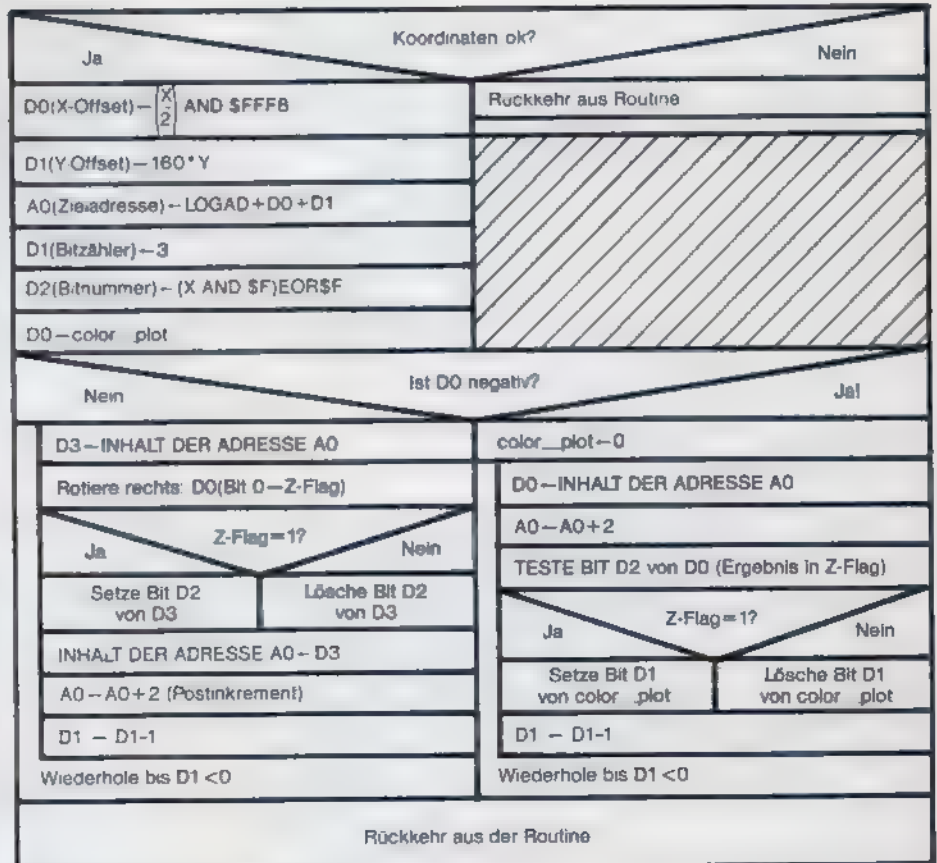 Koordinaten ok?
Ja
Nein
D0(X-Offset)←(X/2) AND $FFF8
Rückkehr aus Routine
D1(Y-Offset)←160*Y
A0(Zieladresse)←LOGAD+D0+D1
D1(Bitzähler)←3
D2(Bitnummer)←(X AND $F)EOR$F
D0←color_plot
Ist D0 negativ?
Nein
Ja!
D3←INHALT DER ADRESSE A0
Rotiere rechts: D0(Bit 0→Z-Flag)
Z-Flag=1?
Ja
Nein
Setze Bit D2
von D3
Lösche Bit D2
von D3
INHALT DER ADRESSE A0←D3
A0←A0+2 (Postinkrement)
D1←D1-1
Wiederhole bis D1<0
color_plot←0
D0←INHALT DER ADRESSE A0
A0←A0+2
TESTE BIT D2 von D0 (Ergebnis in Z-Flag)
Z-Flag=1?
Ja
Nein
Setze Bit D1
von color_plot
Lösche Bit D1
von color_plot
D1←D1-1
Wiederhole bis D1<0
Rückkehr aus der Routine